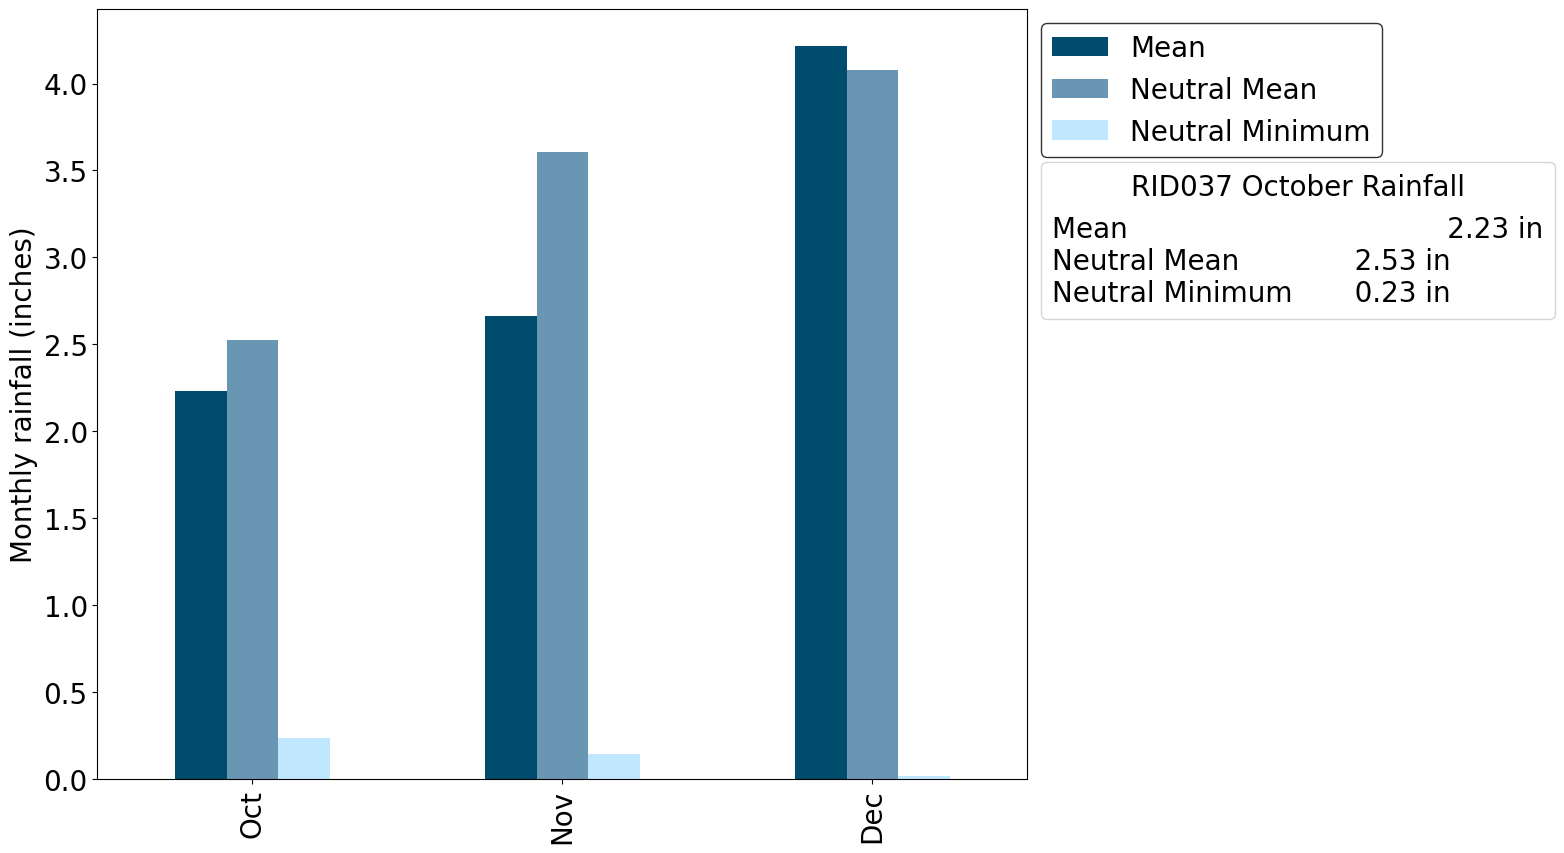 Monthly rainfall (inches)
4.0
3.5
3.0
2.5
2.0
1.5
1.0
0.5
0.0
Oct
Nov
Dec
Mean
Neutral Mean
Neutral Minimum
RID037 October Rainfall
Mean 2.23 in
Neutral Mean 2.53 in
Neutral Minimum 0.23 in